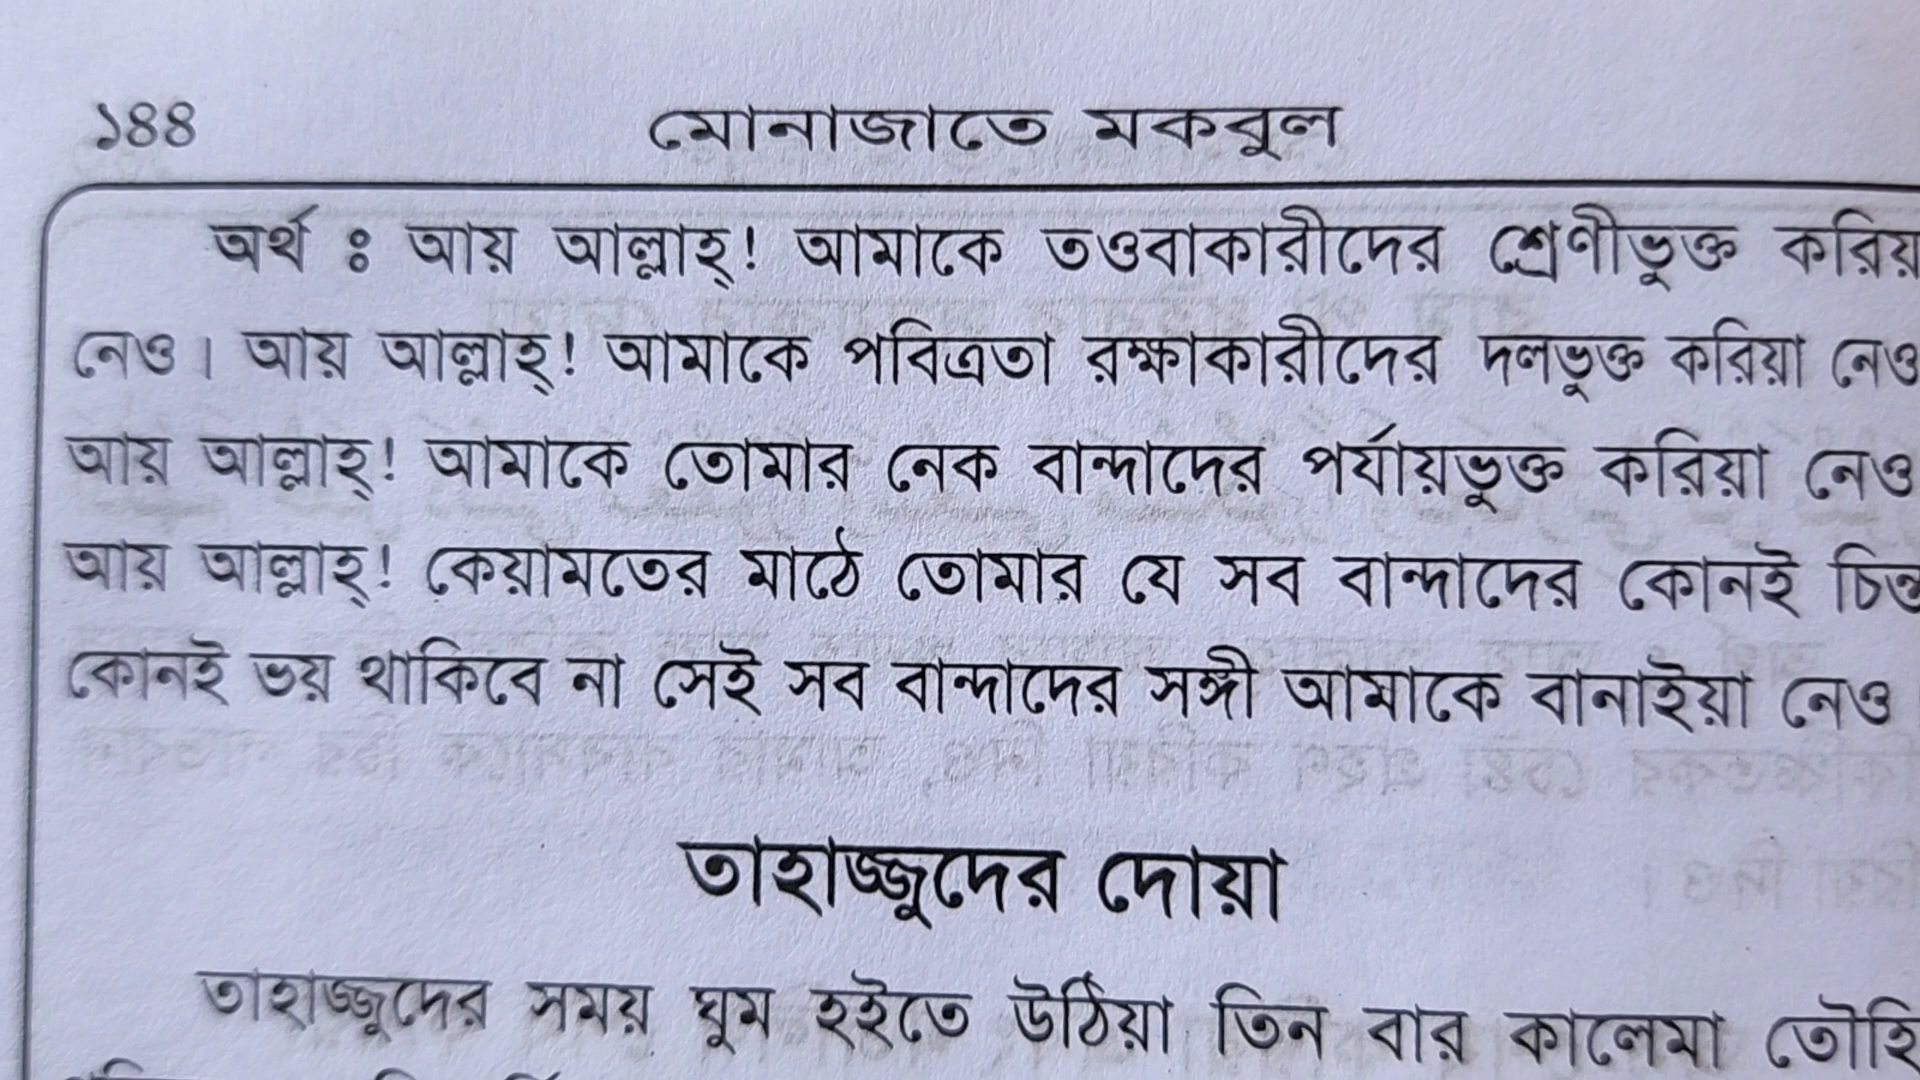 ১৪৪ মোনাজাতে মকবুল
অর্থ ঃ আয় আল্লাহ্! আমাকে তওবাকারীদের শ্রেণীভুক্ত করিয়
নেও। আয় আল্লাহ্! আমাকে পবিত্রতা রক্ষাকারীদের দলভুক্ত করিয়া নেও
আয় আল্লাহ্! আমাকে তোমার নেক বান্দাদের পর্যায়ভুক্ত করিয়া নেও
আয় আল্লাহ্! কেয়ামতের মাঠে তোমার যে সব বান্দাদের কোনই
কোনই ভয় থাকিবে না সেই সব বান্দাদের সঙ্গী আমাকে বানাইয়া নেও
তাহাজ্জুদের দোয়া
তাহাজ্জুদের সময় ঘুম হইতে উঠিয়া তিন বার কালেমা তৌহি